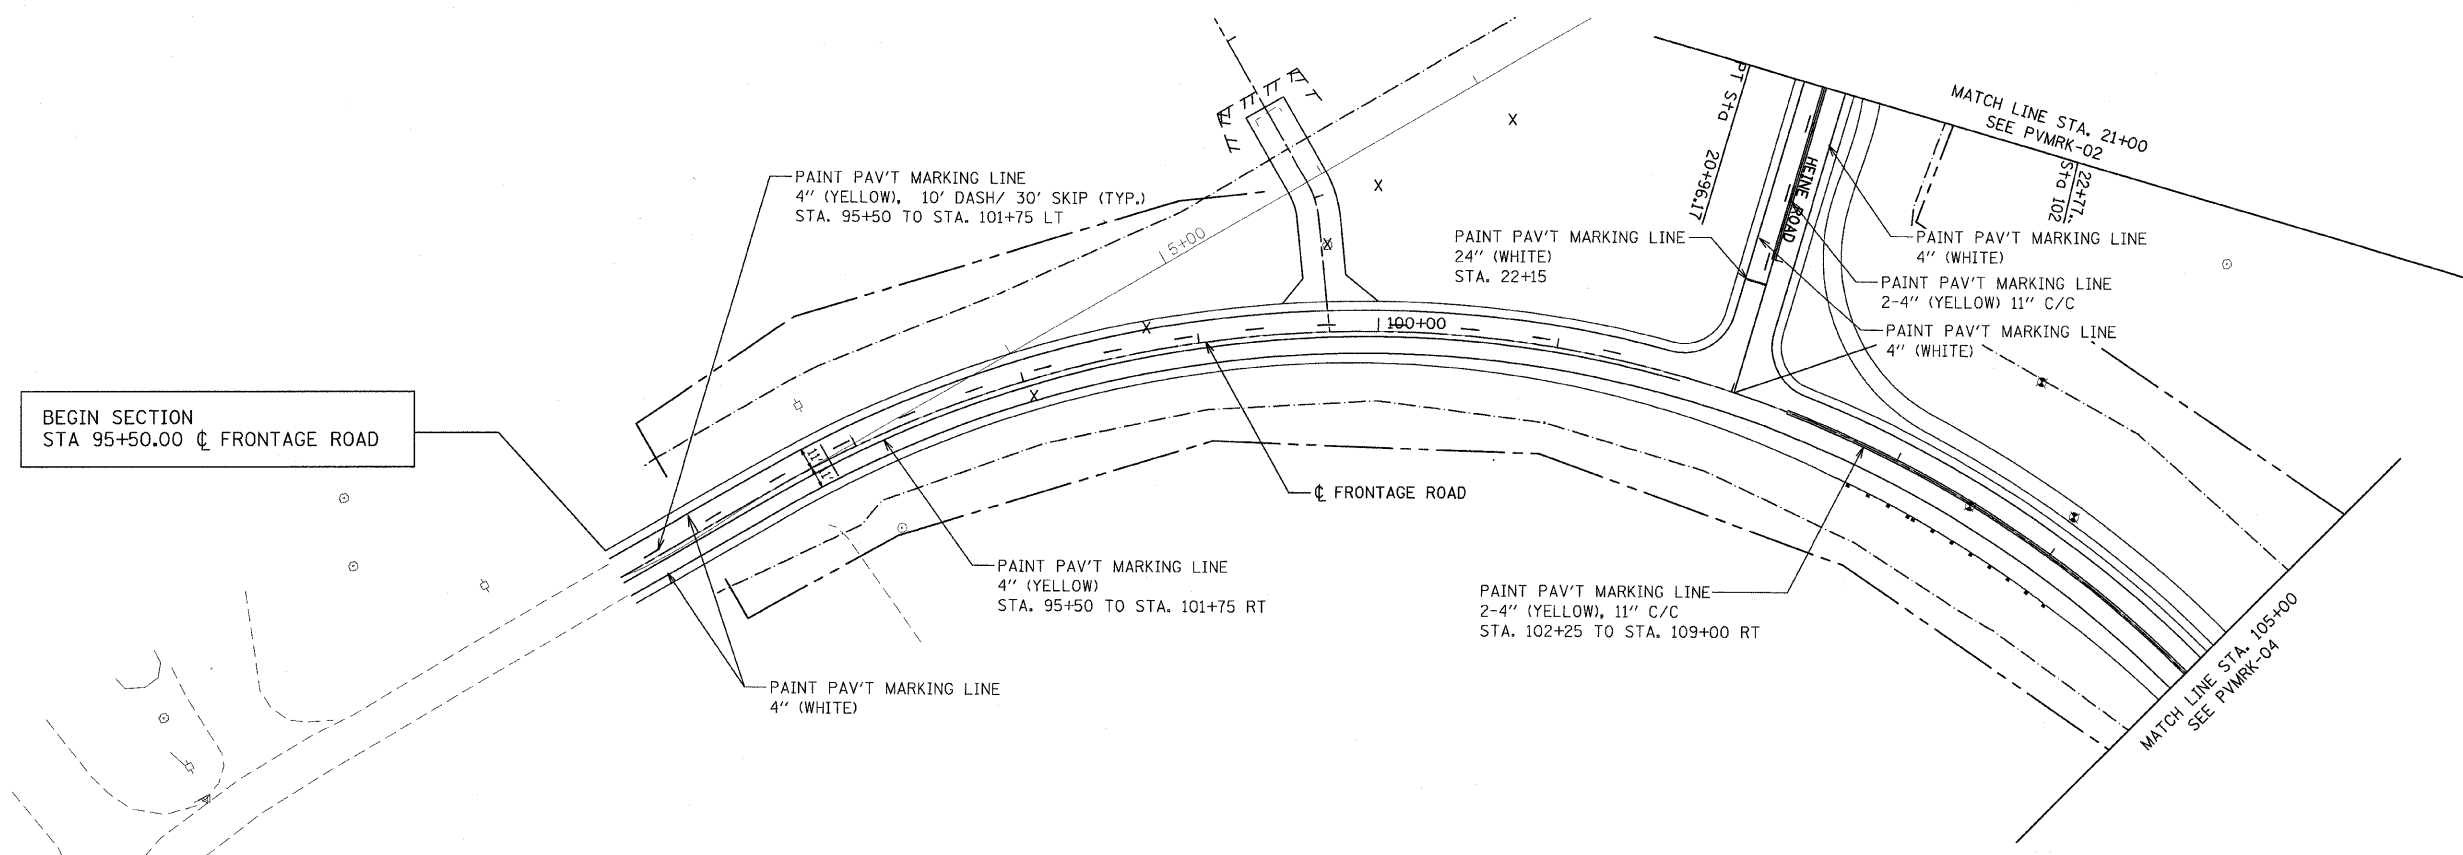 MATCH LINE STA. 21+00
SEE PVMRK-02
PT Sta 20+96.17
HEINE ROAD
22+77.
Sta 102
PAINT PAV'T MARKING LINE
4" (YELLOW), 10' DASH/ 30' SKIP (TYP.)
STA. 95+50 TO STA. 101+75 LT
5+00
PAINT PAV'T MARKING LINE
24" (WHITE)
STA. 22+15
PAINT PAV'T MARKING LINE
4" (WHITE)
PAINT PAV'T MARKING LINE
2-4" (YELLOW) 11" C/C
PAINT PAV'T MARKING LINE
4" (WHITE)
100+00
BEGIN SECTION
STA 95+50.00 ℄ FRONTAGE ROAD
11'
11'
℄ FRONTAGE ROAD
PAINT PAV'T MARKING LINE
4" (YELLOW)
STA. 95+50 TO STA. 101+75 RT
PAINT PAV'T MARKING LINE
2-4" (YELLOW), 11" C/C
STA. 102+25 TO STA. 109+00 RT
PAINT PAV'T MARKING LINE
4" (WHITE)
MATCH LINE STA. 105+00
SEE PVMRK-04